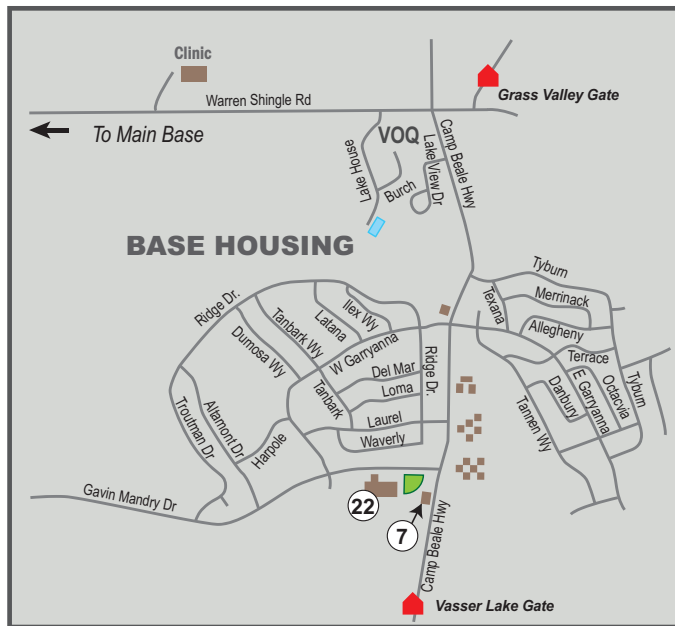 Clinic
Grass Valley Gate
Warren Shingle Rd
To Main Base
VOQ
Lake House
Burch
Lake View Dr
Camp Beale Hwy
BASE HOUSING
Tyburn
Merrinack
Texana
Allegheny
Ridge Dr.
Ilex Wy
Latana
Tanbark Wy
Dumosa Wy
W Garryanna
Ridge Dr.
Terrace
Del Mar
Loma
Tanbark
Laurel
Waverly
Danbury
E Garryanna
Octacvia
Tyburn
Tannen Wy
Troutman Dr
Altamont Dr
Harpole
Gavin Mandry Dr
22
7
Camp Beale Hwy
Vasser Lake Gate